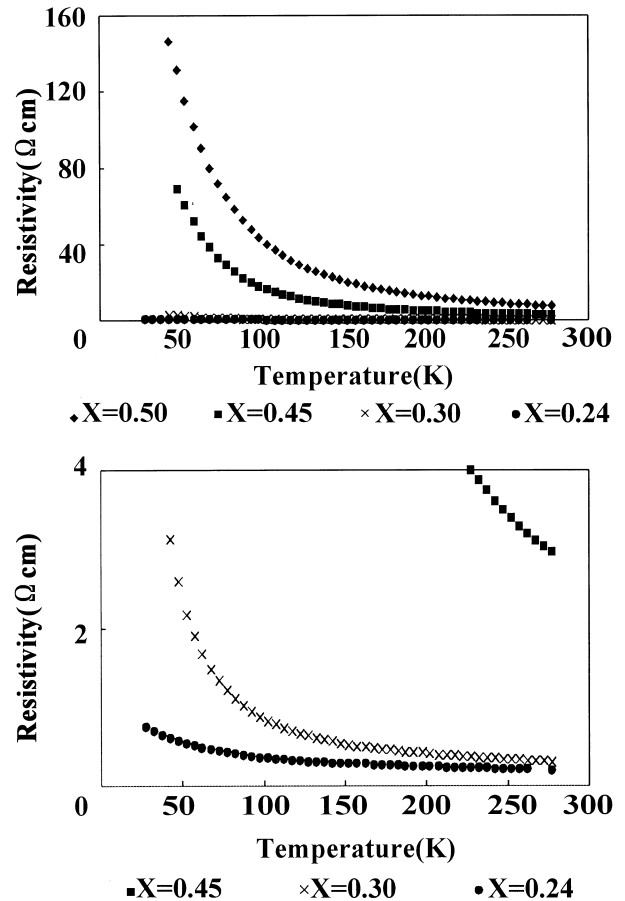 160
120
80
40
0
Resistivity(Ω cm)
50 100 150 200 250 300
Temperature(K)
◆X=0.50 ■X=0.45 ×X=0.30 ●X=0.24
4
2
0
Resistivity(Ω cm)
50 100 150 200 250 300
Temperature(K)
■X=0.45 ×X=0.30 ●X=0.24